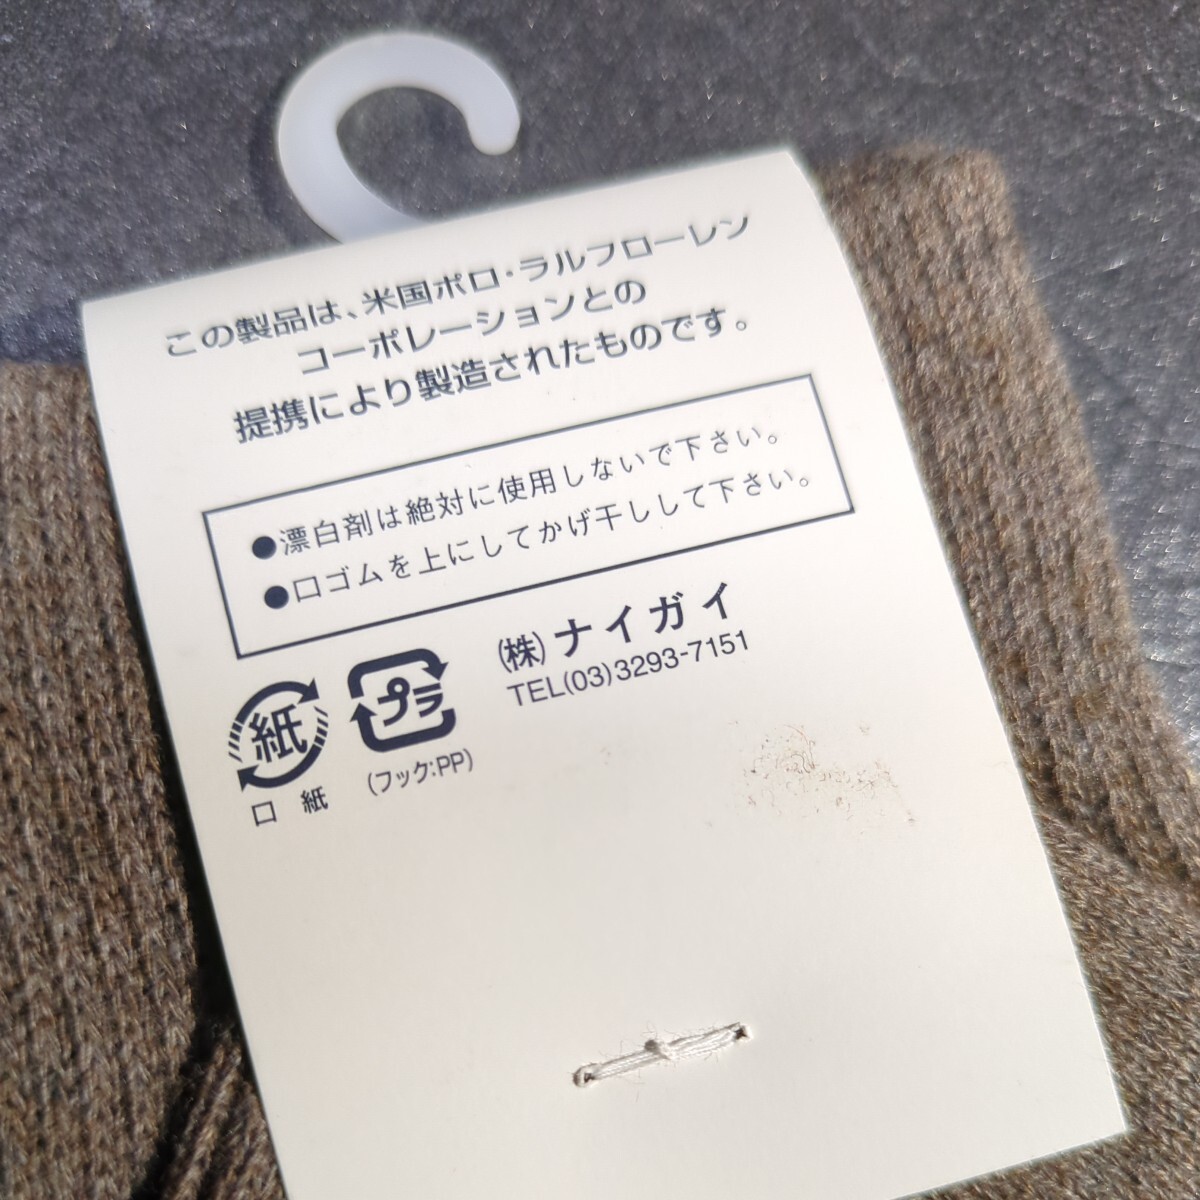 この製品は、米国ポロ・ラルフローレン
コーポレーションとの
提携により製造されたものです。
●漂白剤は絶対に使用しないで下さい。
●口ゴムを上にしてかげ干しして下さい。
(株)ナイガイ
TEL(03)3293-7151
紙
口 紙
プラ
(フック:PP)